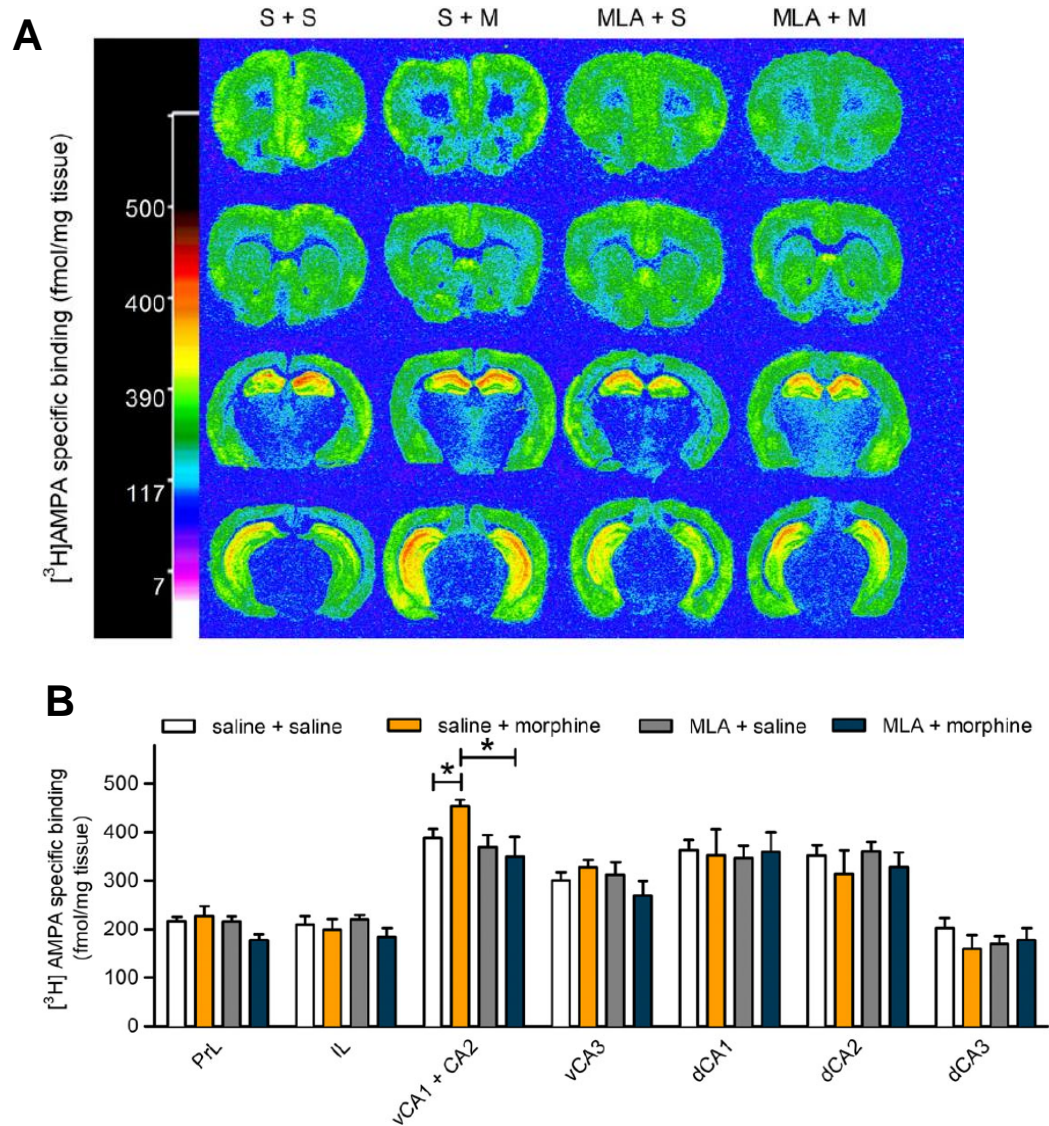 A
S + S S + M MLA + S MLA + M
[³H]AMPA specific binding (fmol/mg tissue)
500
400
390
117
7
B
saline + saline saline + morphine MLA + saline MLA + morphine
[³H] AMPA specific binding
(fmol/mg tissue)
500
400
300
200
100
0
* *
PrL IL vCA1 + CA2 vCA3 dCA1 dCA2 dCA3